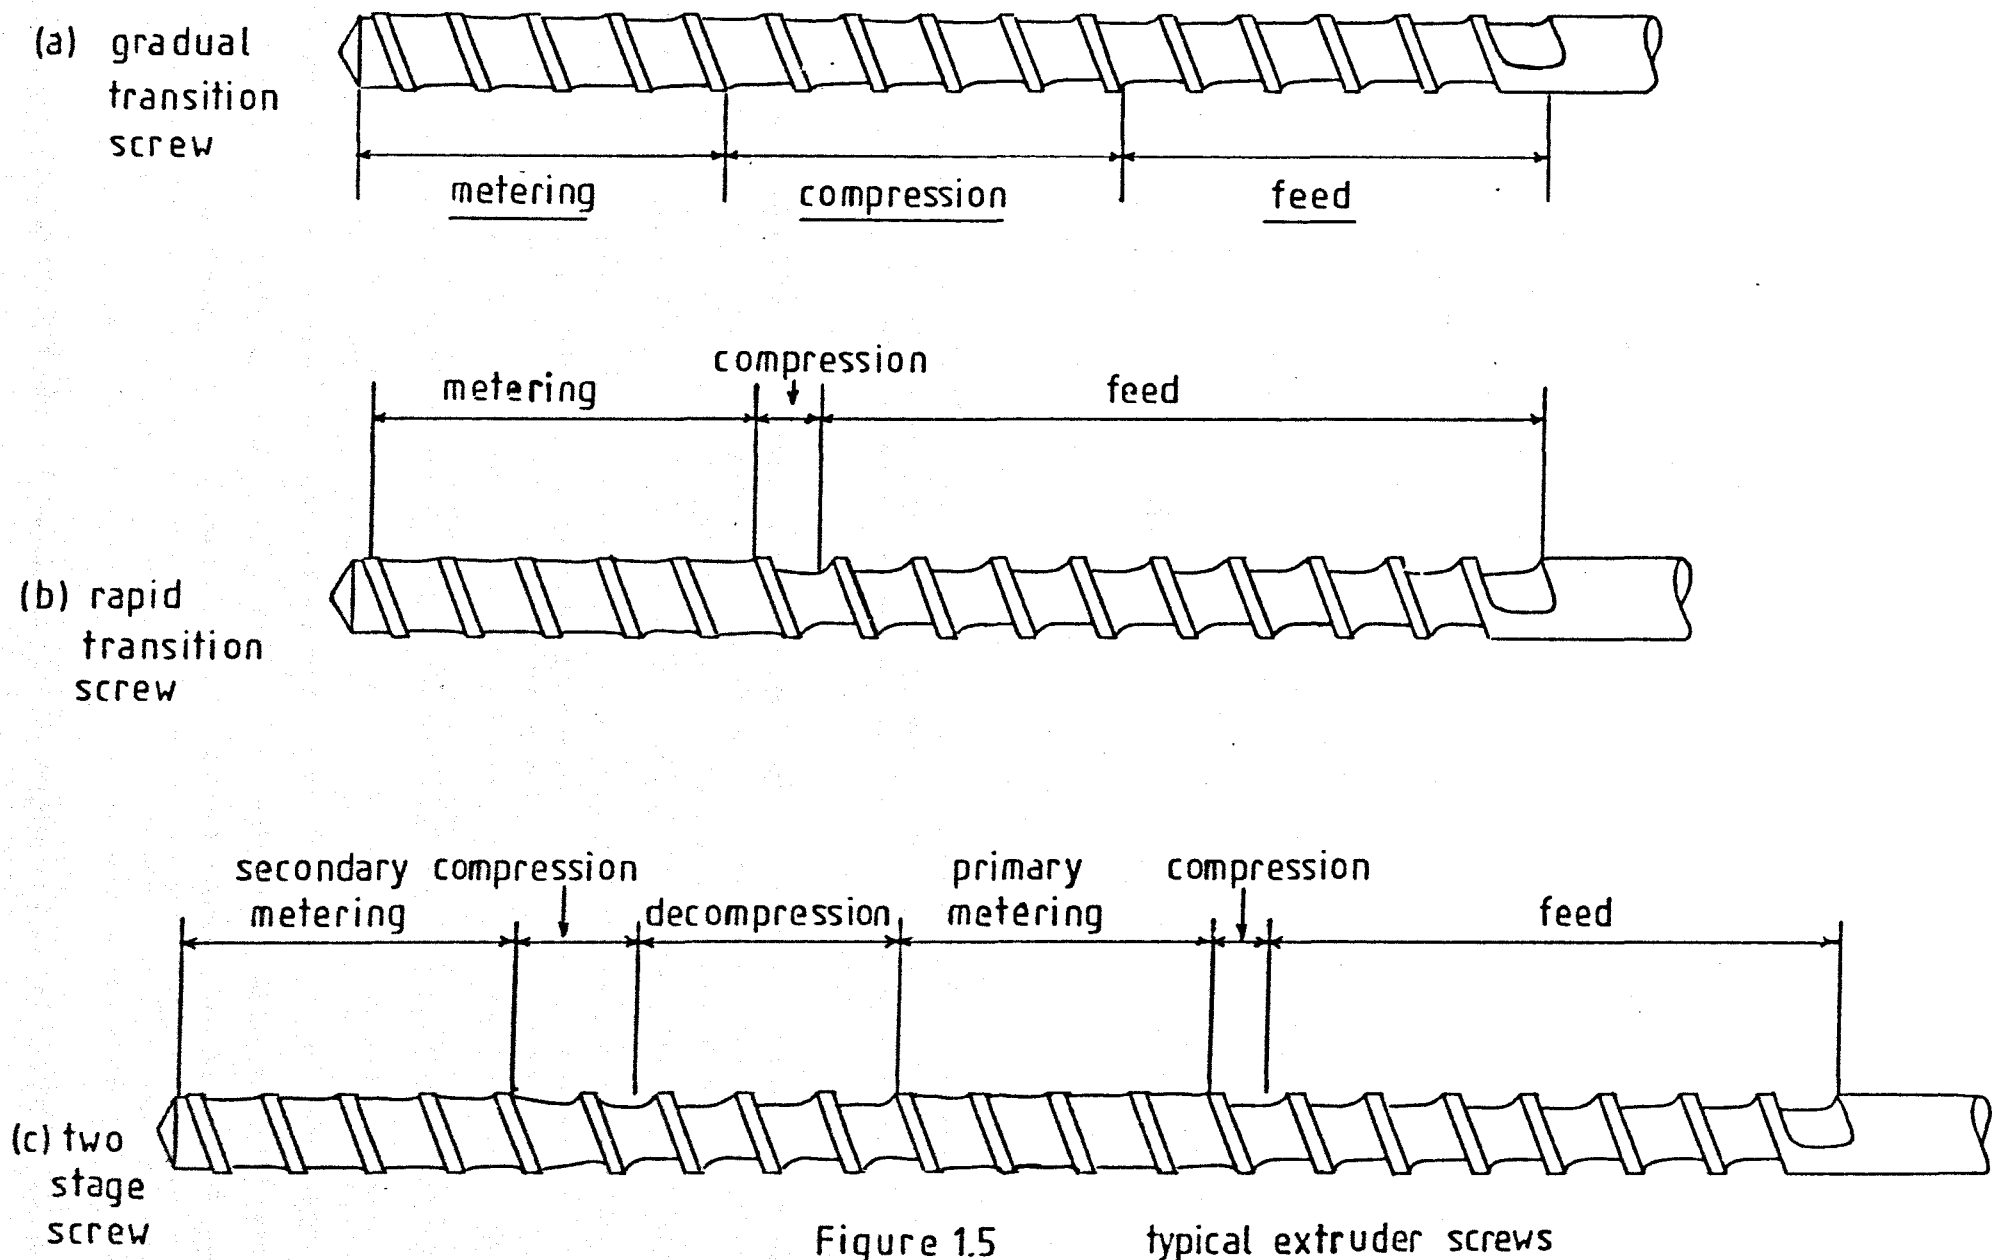 (a) gradual
transition
screw
metering
compression
feed
compression
metering
feed
(b) rapid
transition
screw
secondary compression
metering
decompression
primary
metering
compression
feed
(c) two
stage
screw
Figure 1.5 typical extruder screws